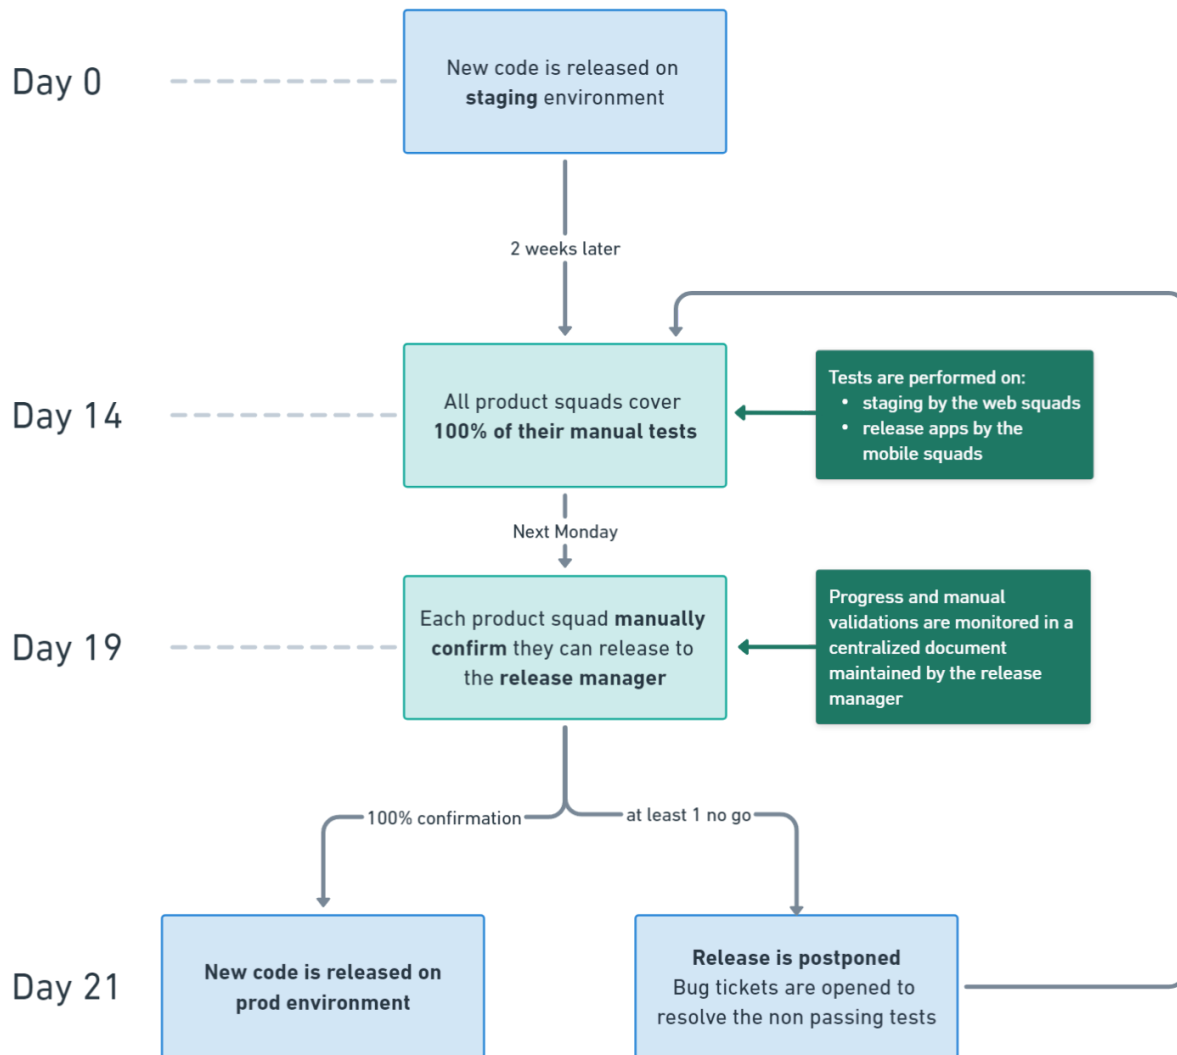 Day 0
New code is released on
staging environment
2 weeks later
Day 14
All product squads cover
100% of their manual tests
Tests are performed on:
• staging by the web squads
• release apps by the
mobile squads
Next Monday
Day 19
Each product squad manually
confirm they can release to
the release manager
Progress and manual
validations are monitored in a
centralized document
maintained by the release
manager
100% confirmation
at least 1 no go
Day 21
New code is released on
prod environment
Release is postponed
Bug tickets are opened to
resolve the non passing tests